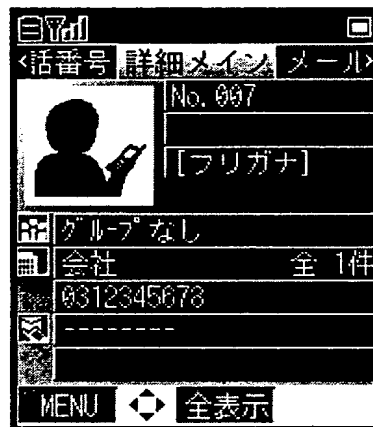 <話番号 詳細メイン メール>
No. 007
[フリガナ]
グループなし
会社 全 1件
0312345678
--------
MENU 全表示